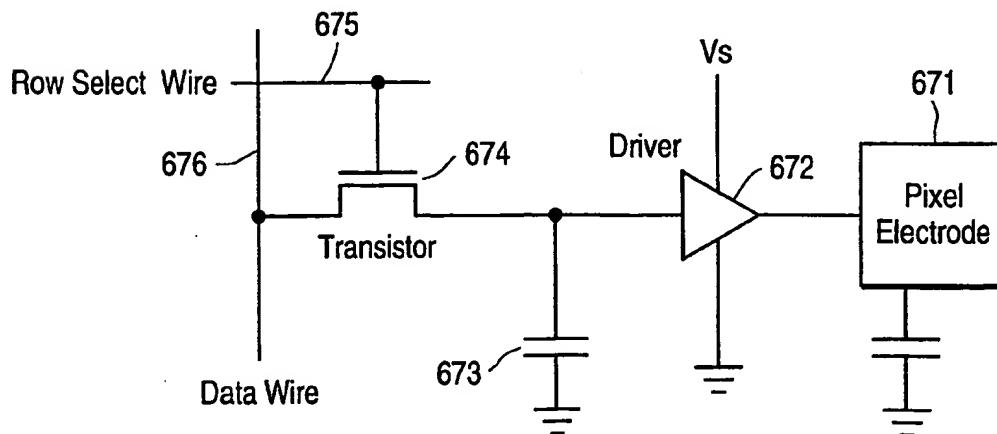 675
Vs
Row Select Wire
671
676
674
Driver
672
Pixel
Electrode
Transistor
673
Data Wire